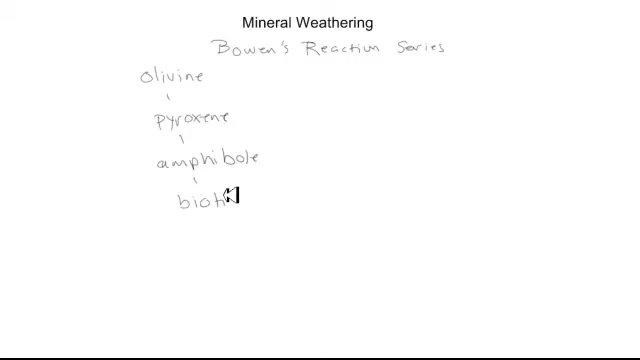 Mineral Weathering
Bowen's Reaction Series
olivine
pyroxene
amphibole
biot